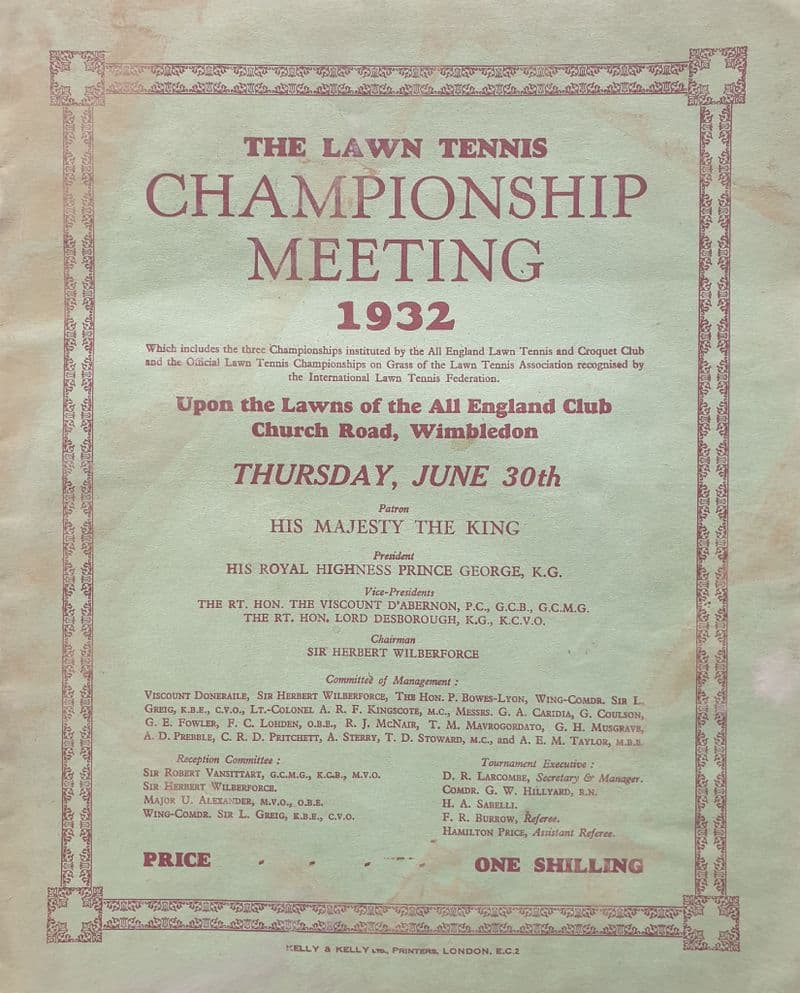 THE LAWN TENNIS
CHAMPIONSHIP
MEETING
1932
Which includes the three Championships instituted by the All England Lawn Tennis and Croquet Club
and the Official Lawn Tennis Championships on Grass of the Lawn Tennis Association recognised by
the International Lawn Tennis Federation.
Upon the Lawns of the All England Club
Church Road, Wimbledon
THURSDAY, JUNE 30th
Patron
HIS MAJESTY THE KING
President
HIS ROYAL HIGHNESS PRINCE GEORGE, K.G.
Vice-Presidents
THE RT. HON. THE VISCOUNT D'ABERNON, P.C., G.C.B., G.C.M.G.
THE RT. HON. LORD DESBOROUGH, K.G., K.C.V.O.
Chairman
SIR HERBERT WILBERFORCE
Committee of Management :
VISCOUNT DONERAILE, SIR HERBERT WILBERFORCE, THE HON. P. BOWES-LYON, WING-COMDR. SIR L.
GREIG, K.B.E., C.V.O., LT.-COLONEL A. R. F. KINGSCOTE, M.C., MESSRS. G. A. CARIDIA, G. COULSON,
G. E. FOWLER, F. C. LOHDEN, O.B.E., R. J. MCNAIR, T. M. MAVROGORDATO, G. H. MUSGRAVE,
A. D. PREBBLE, C. R. D. PRITCHETT, A. STERRY, T. D. STOWARD, M.C., and A. E. M. TAYLOR, M.B.E.
Reception Committee :
SIR ROBERT VANSITTART, G.C.M.G., K.C.B., M.V.O.
SIR HERBERT WILBERFORCE.
MAJOR U. ALEXANDER, M.V.O., O.B.E.
WING-COMDR. SIR L. GREIG, K.B.E., C.V.O.
Tournament Executive :
D. R. LARCOMBE, Secretary & Manager.
COMDR. G. W. HILLYARD, R.N.
H. A. SABELLI.
F. R. BURROW, Referee.
HAMILTON PRICE, Assistant Referee.
PRICE - - - - ONE SHILLING
KELLY & KELLY LTD., PRINTERS, LONDON, E.C.2